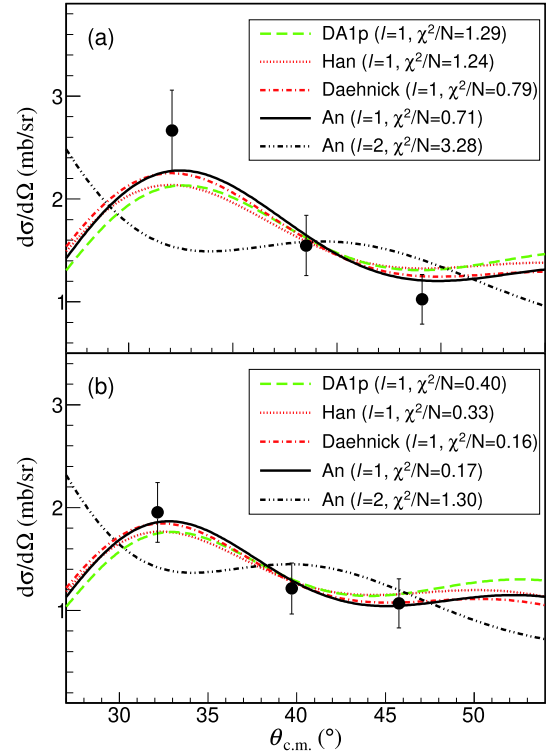 (a)
DA1p (l=1, χ²/N=1.29)
Han (l=1, χ²/N=1.24)
Daehnick (l=1, χ²/N=0.79)
An (l=1, χ²/N=0.71)
An (l=2, χ²/N=3.28)
dσ/dΩ (mb/sr)
3
2
1
(b)
DA1p (l=1, χ²/N=0.40)
Han (l=1, χ²/N=0.33)
Daehnick (l=1, χ²/N=0.16)
An (l=1, χ²/N=0.17)
An (l=2, χ²/N=1.30)
dσ/dΩ (mb/sr)
3
2
1
30 35 40 45 50
θc.m. (°)